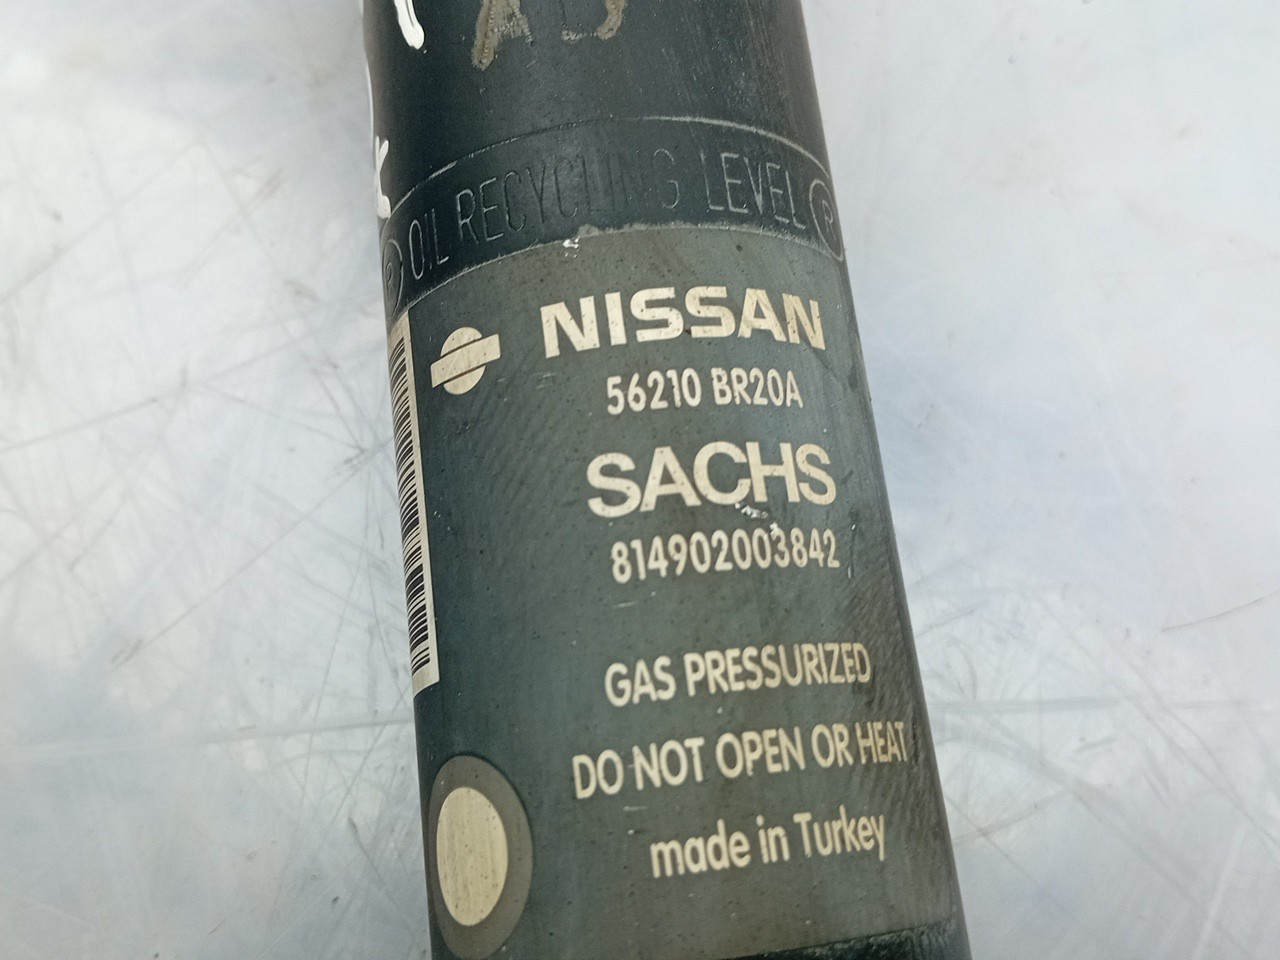 Ⓟ OIL RECYCLING LEVEL Ⓟ
NISSAN
56210 BR20A
SACHS
814902003842
GAS PRESSURIZED
DO NOT OPEN OR HEAT
made in Turkey